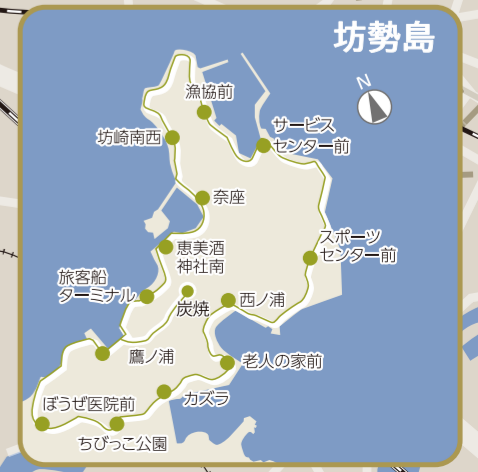 坊勢島
N
漁協前
サービス
センター前
坊崎南西
奈座
スポーツ
センター前
恵美酒
神社南
旅客船
ターミナル
炭焼
西ノ浦
鷹ノ浦
老人の家前
カズラ
ぼうぜ医院前
ちびっこ公園